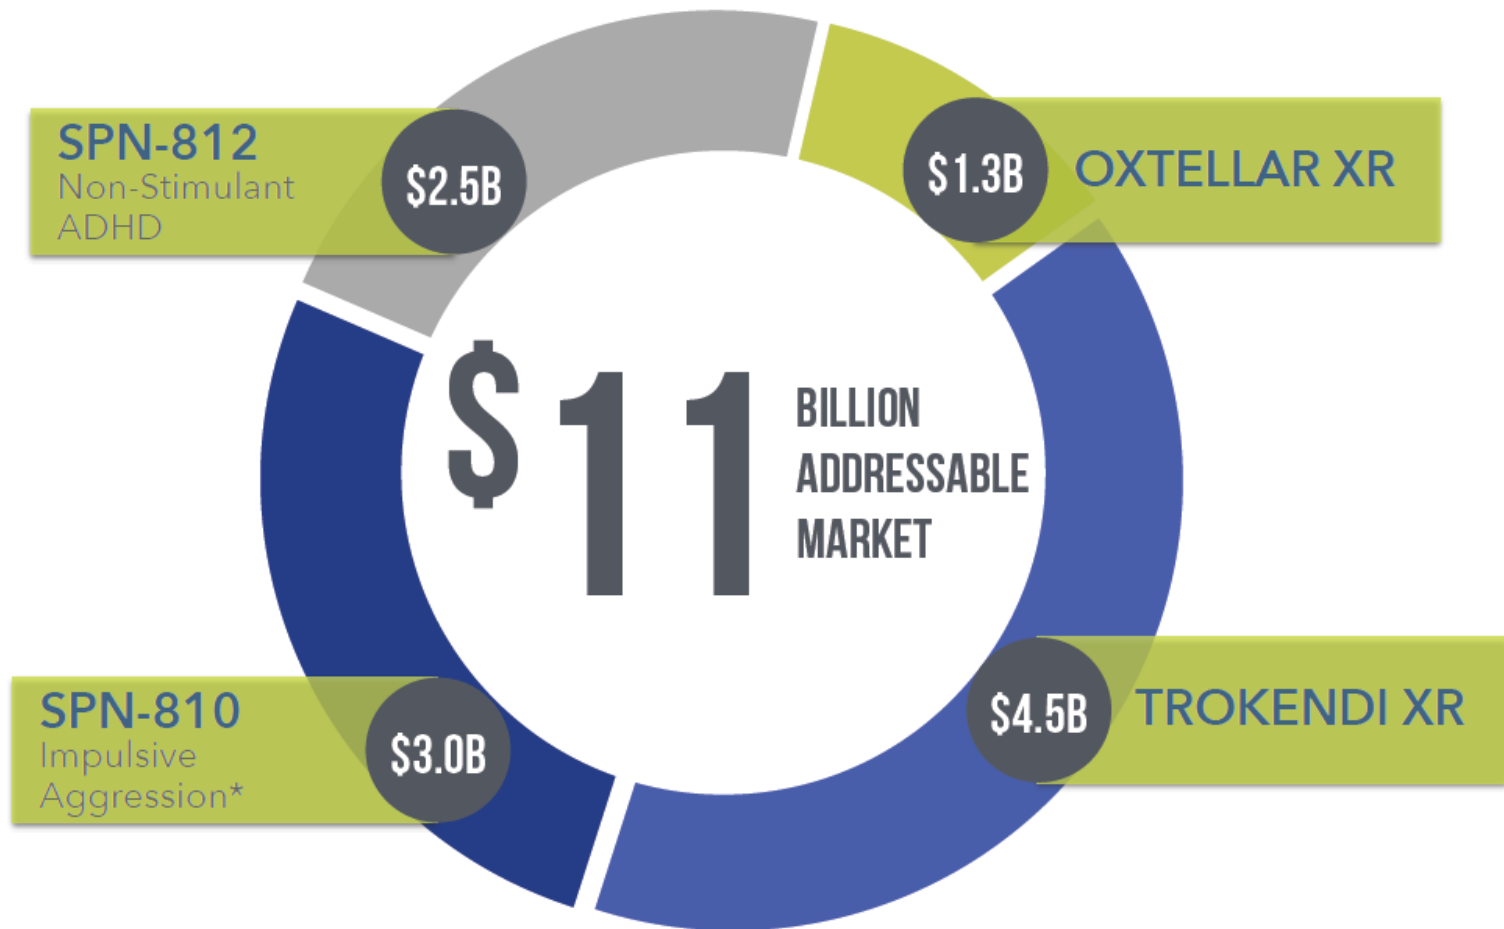 SPN-812
Non-Stimulant
ADHD
$2.5B
$1.3B
OXTELLAR XR
$11
BILLION
ADDRESSABLE
MARKET
SPN-810
Impulsive
Aggression*
$3.0B
$4.5B
TROKENDI XR